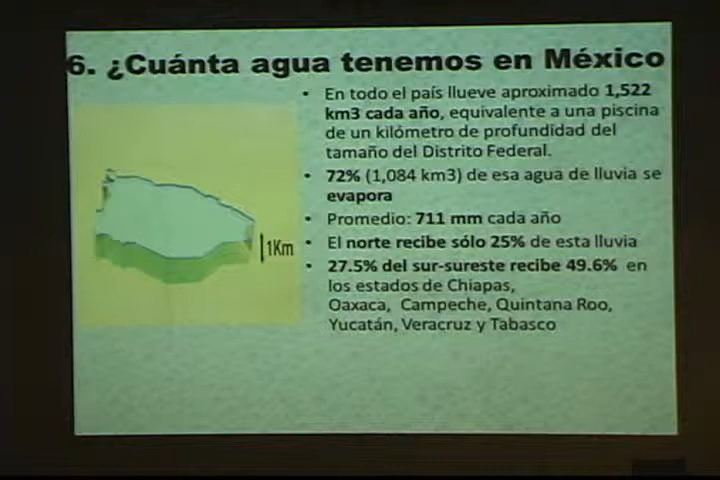 6. ¿Cuánta agua tenemos en México
• En todo el país llueve aproximado 1,522
km3 cada año, equivalente a una piscina
de un kilómetro de profundidad del
tamaño del Distrito Federal.
• 72% (1,084 km3) de esa agua de lluvia se
evapora
• Promedio: 711 mm cada año
• El norte recibe sólo 25% de esta lluvia
• 27.5% del sur-sureste recibe 49.6% en
los estados de Chiapas,
Oaxaca, Campeche, Quintana Roo,
Yucatán, Veracruz y Tabasco
1Km